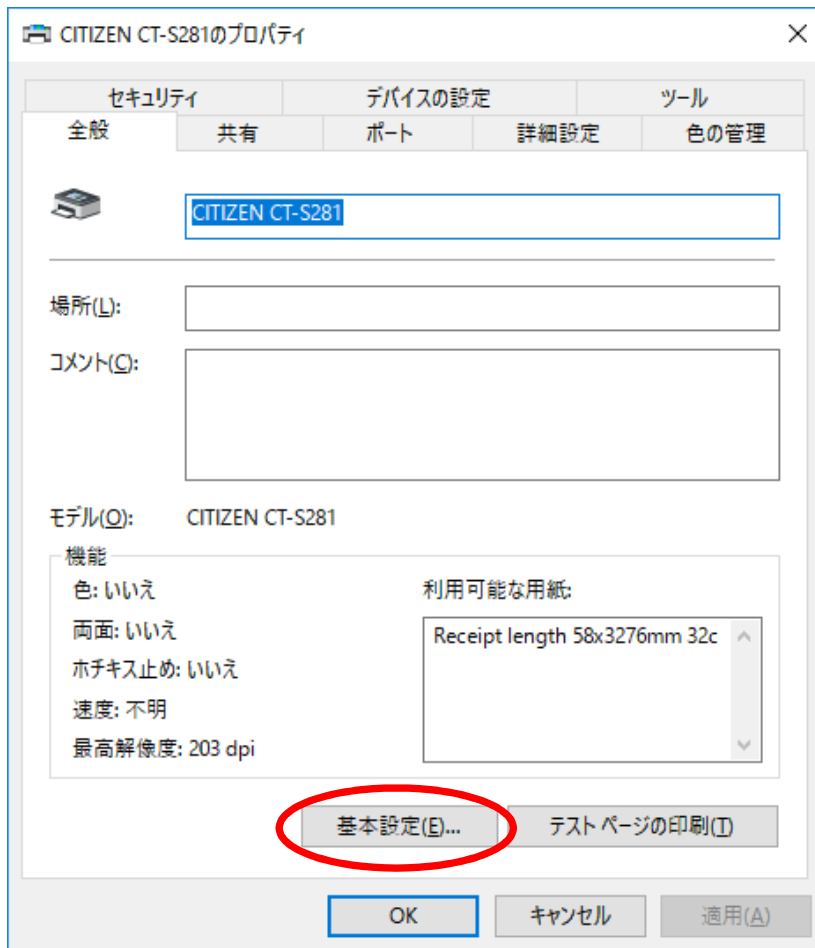 CITIZEN CT-S281のプロパティ
セキュリティ デバイスの設定 ツール
全般 共有 ポート 詳細設定 色の管理
CITIZEN CT-S281
場所(L):
コメント(C):
モデル(O): CITIZEN CT-S281
機能
色: いいえ
両面: いいえ
ホチキス止め: いいえ
速度: 不明
最高解像度: 203 dpi
利用可能な用紙:
Receipt length 58x3276mm 32c
基本設定(E)... テスト ページの印刷(T)
OK キャンセル 適用(A)